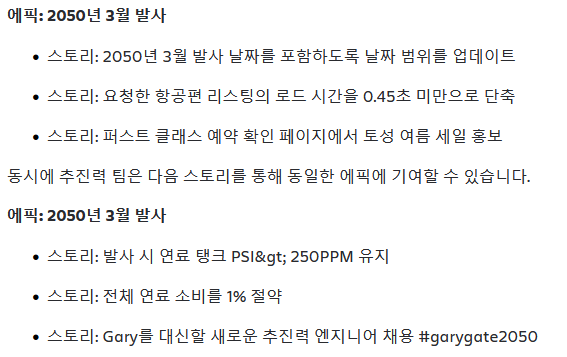 에픽: 2050년 3월 발사
스토리: 2050년 3월 발사 날짜를 포함하도록 날짜 범위를 업데이트
스토리: 요청한 항공편 리스팅의 로드 시간을 0.45초 미만으로 단축
스토리: 퍼스트 클래스 예약 확인 페이지에서 토성 여름 세일 홍보
동시에 추진력 팀은 다음 스토리를 통해 동일한 에픽에 기여할 수 있습니다.
에픽: 2050년 3월 발사
스토리: 발사 시 연료 탱크 PSI&gt; 250PPM 유지
스토리: 전체 연료 소비를 1% 절약
스토리: Gary를 대신할 새로운 추진력 엔지니어 채용 #garygate2050